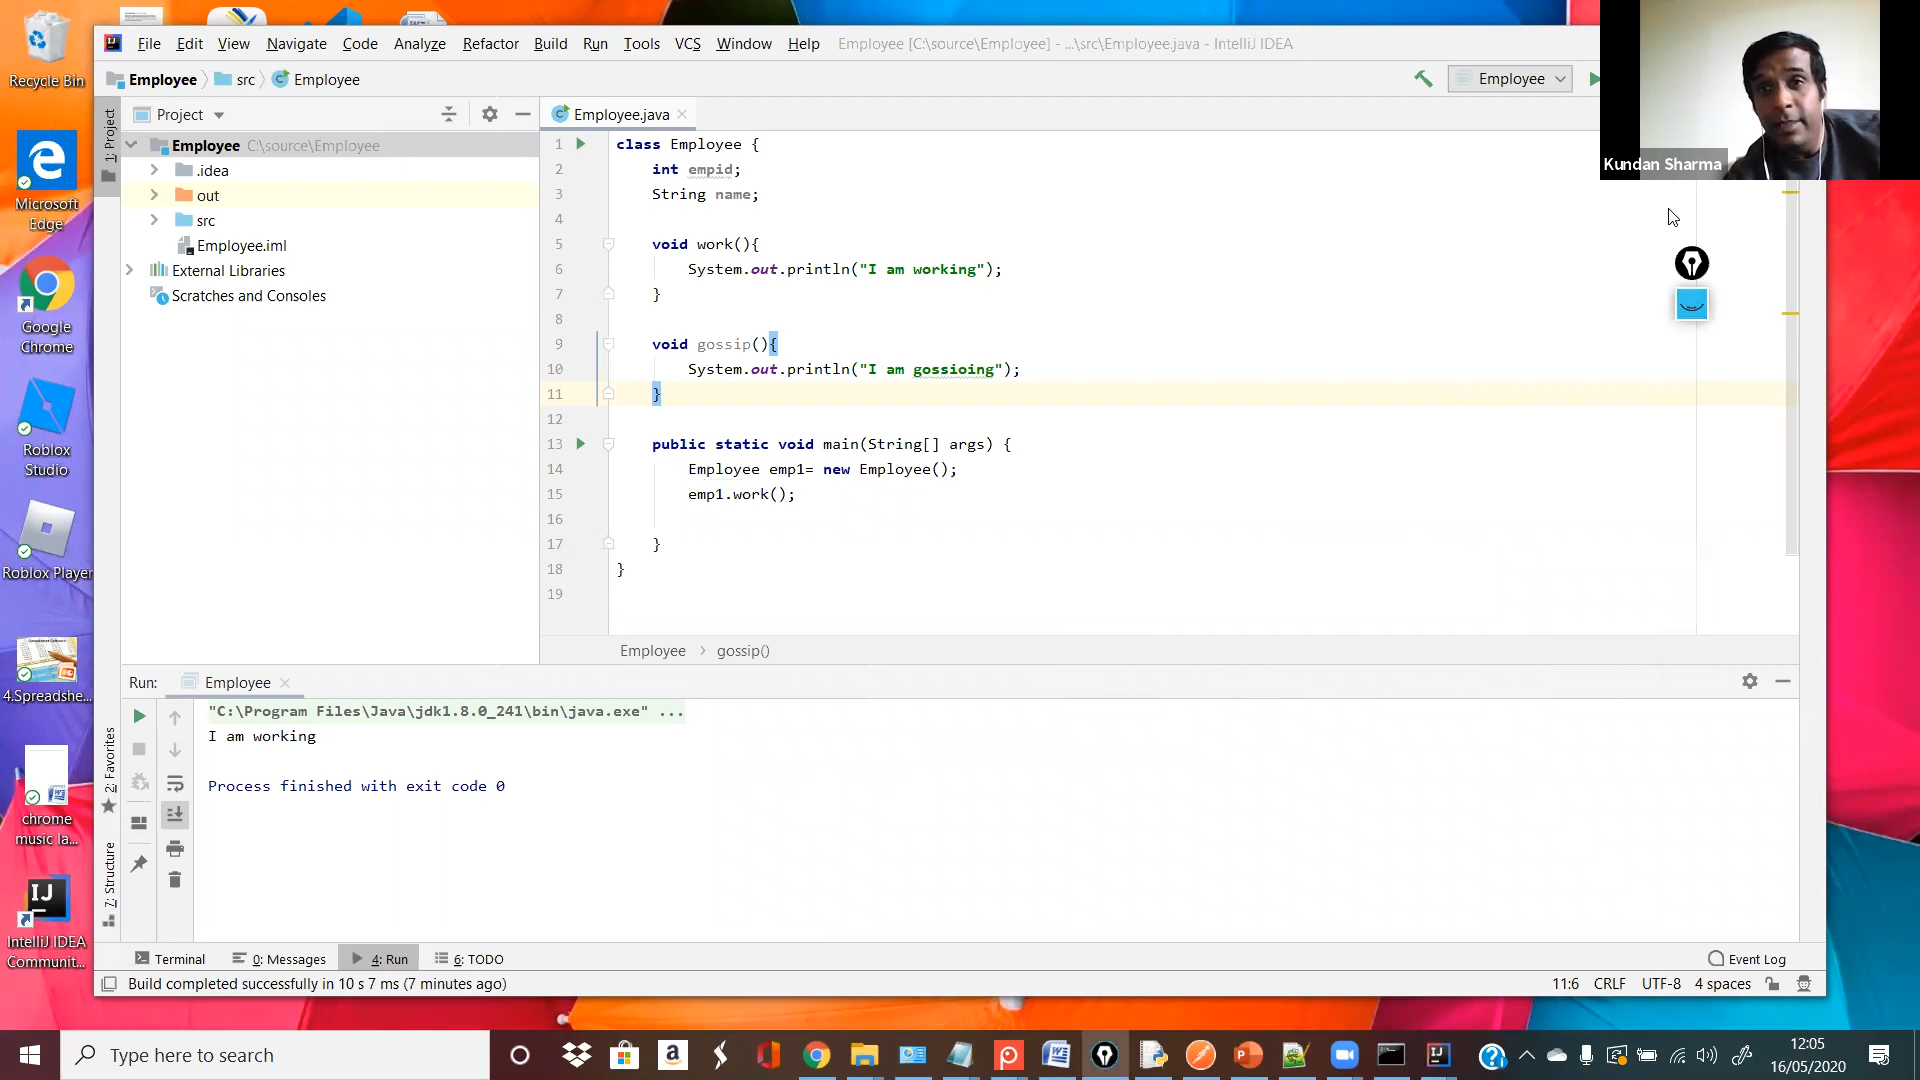 Recycle Bin
Microsoft
Edge
Google
Chrome
Roblox
Studio
Roblox Player
4.Spreadshe...
chrome
music la...
IntelliJ IDEA
Communit...
File Edit View Navigate Code Analyze Refactor Build Run Tools VCS Window Help Employee [C:\source\Employee] - ...\src\Employee.java - IntelliJ IDEA
Employee src Employee
Employee
Kundan Sharma
1: Project
Project
Employee C:\source\Employee
.idea
out
src
Employee.iml
External Libraries
Scratches and Consoles
Employee.java
1 class Employee {
2 int empid;
3 String name;
4
5 void work(){
6 System.out.println("I am working");
7 }
8
9 void gossip(){
10 System.out.println("I am gossioing");
11 }
12
13 public static void main(String[] args) {
14 Employee emp1= new Employee();
15 emp1.work();
16
17 }
18 }
19
Employee > gossip()
Run: Employee
"C:\Program Files\Java\jdk1.8.0_241\bin\java.exe" ...
I am working
Process finished with exit code 0
2: Favorites
7: Structure
Terminal 0: Messages 4: Run 6: TODO Event Log
Build completed successfully in 10 s 7 ms (7 minutes ago) 11:6 CRLF UTF-8 4 spaces
Type here to search
12:05
16/05/2020